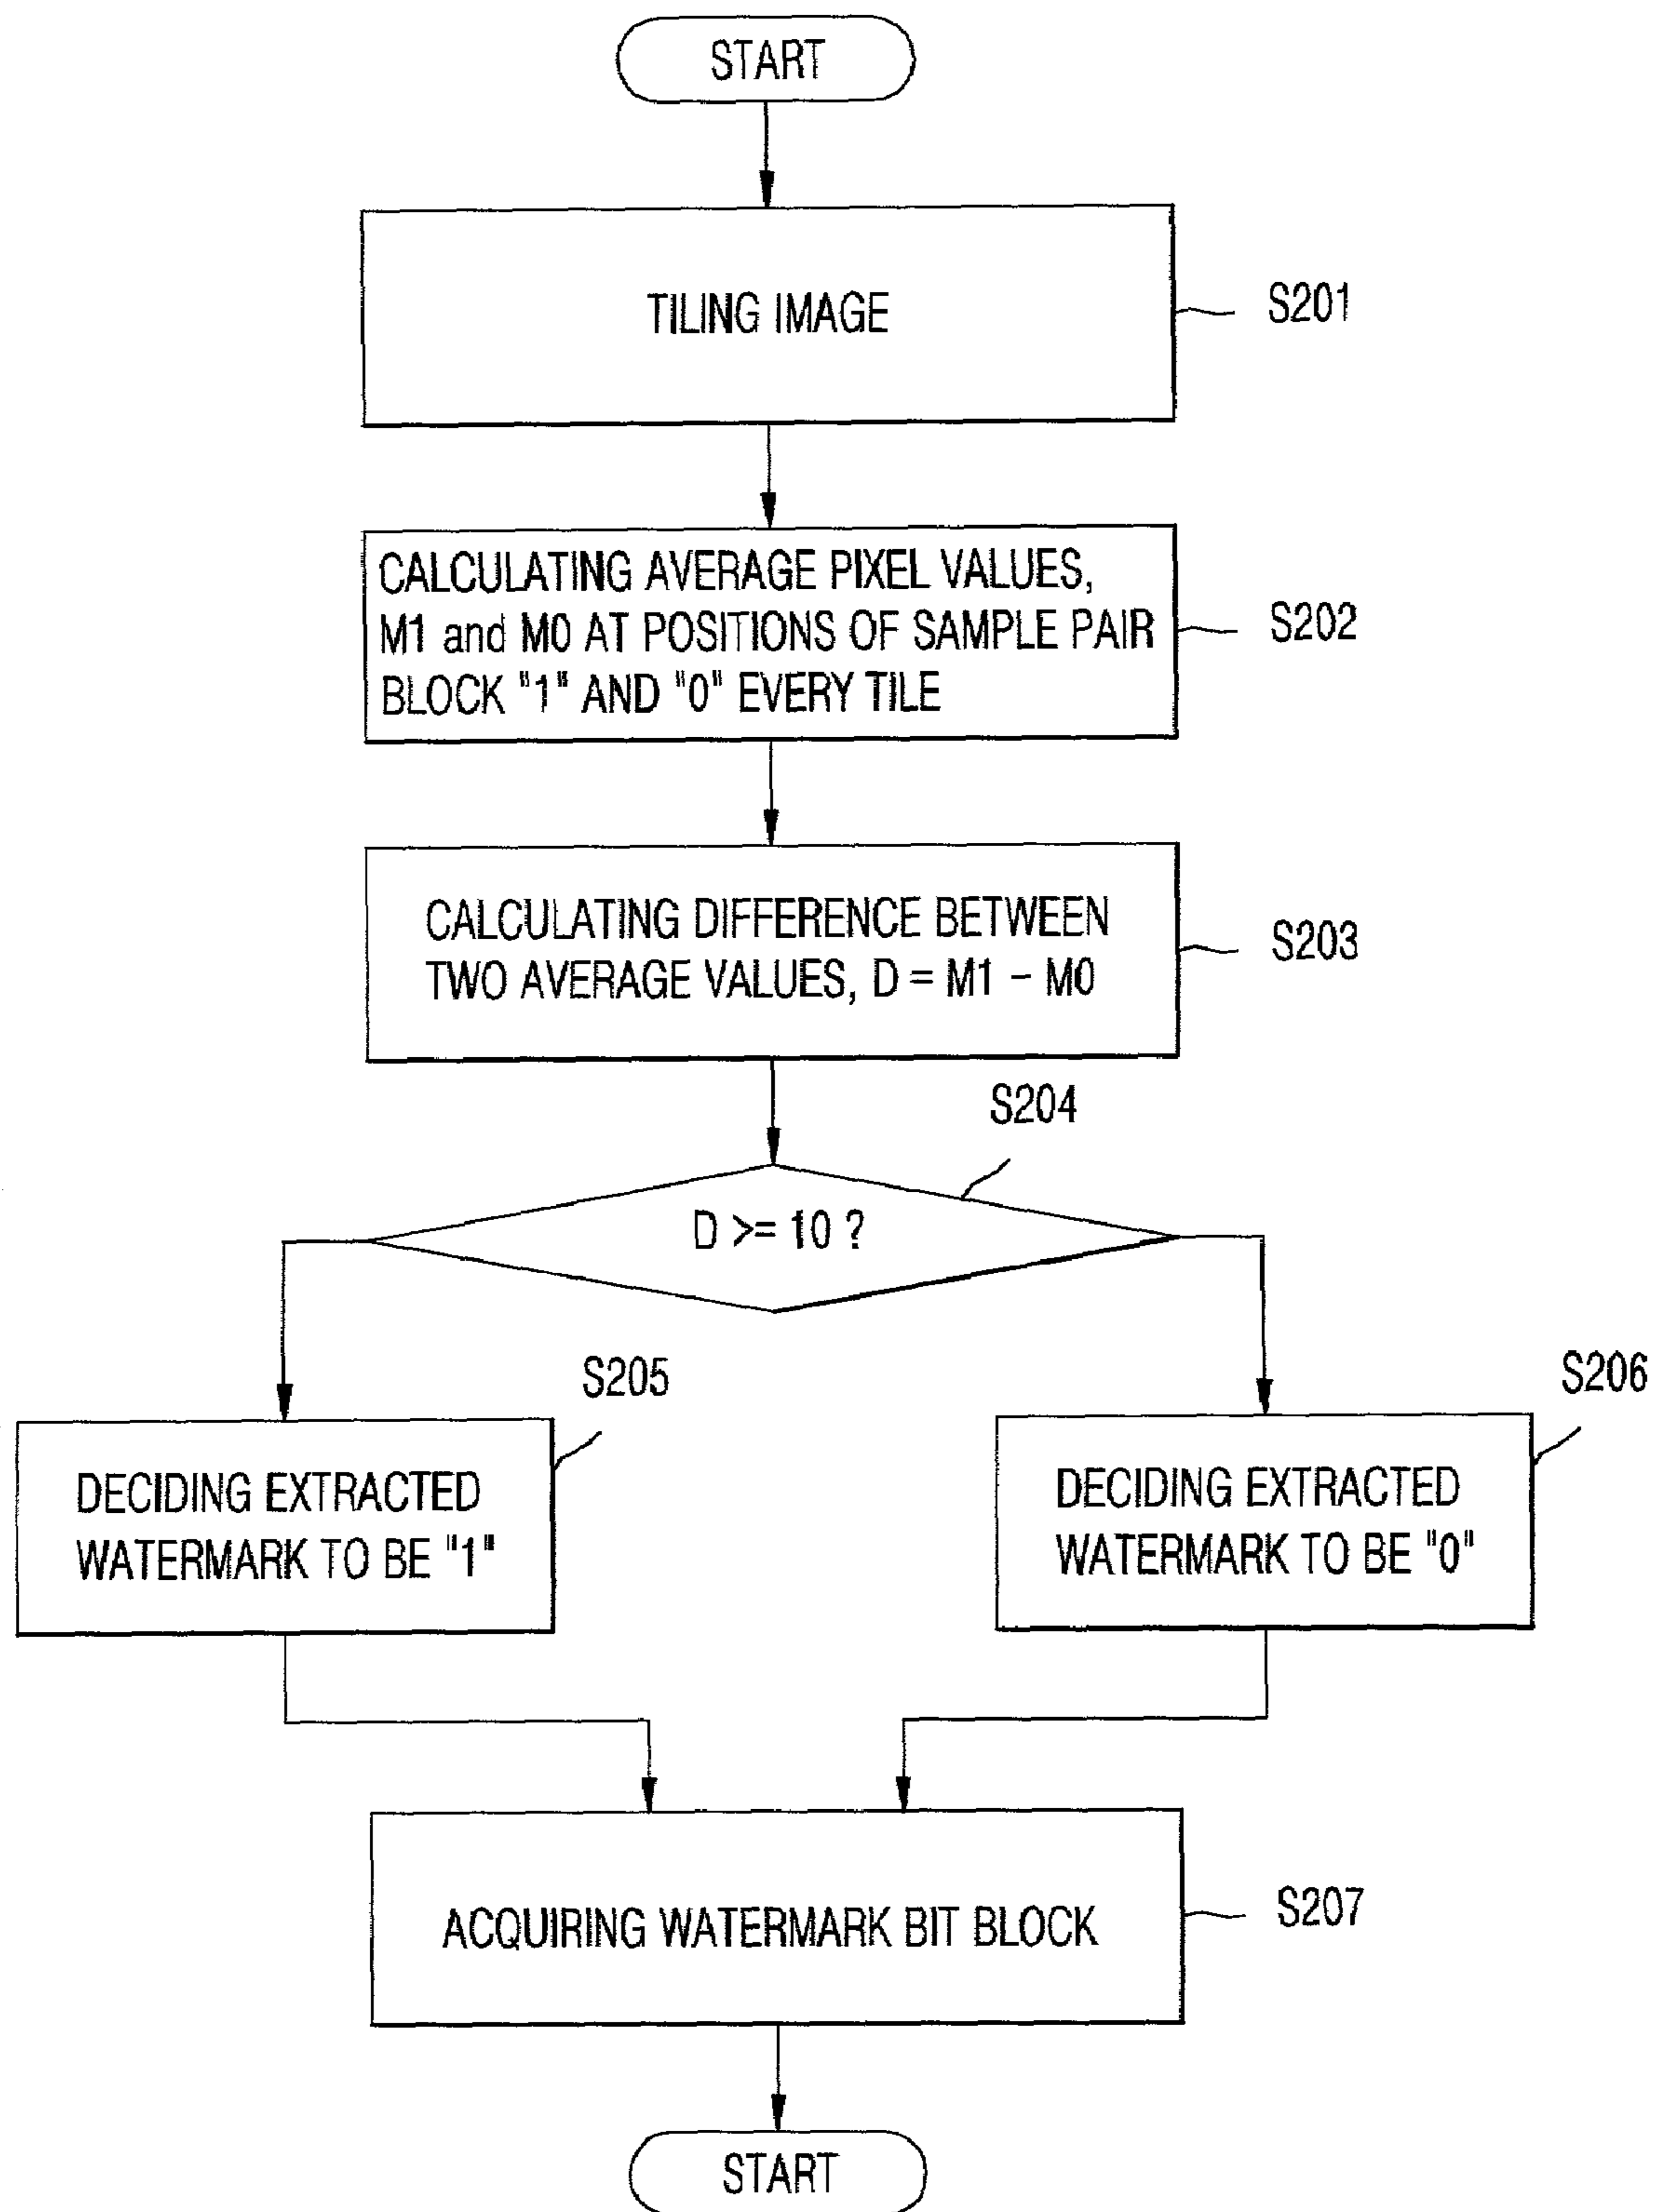 START
TILING IMAGE
S201
CALCULATING AVERAGE PIXEL VALUES,
M1 and M0 AT POSITIONS OF SAMPLE PAIR
BLOCK "1" AND "0" EVERY TILE
S202
CALCULATING DIFFERENCE BETWEEN
TWO AVERAGE VALUES, D = M1 - M0
S203
S204
D >= 10 ?
S205
DECIDING EXTRACTED
WATERMARK TO BE "1"
S206
DECIDING EXTRACTED
WATERMARK TO BE "0"
ACQUIRING WATERMARK BIT BLOCK
S207
START